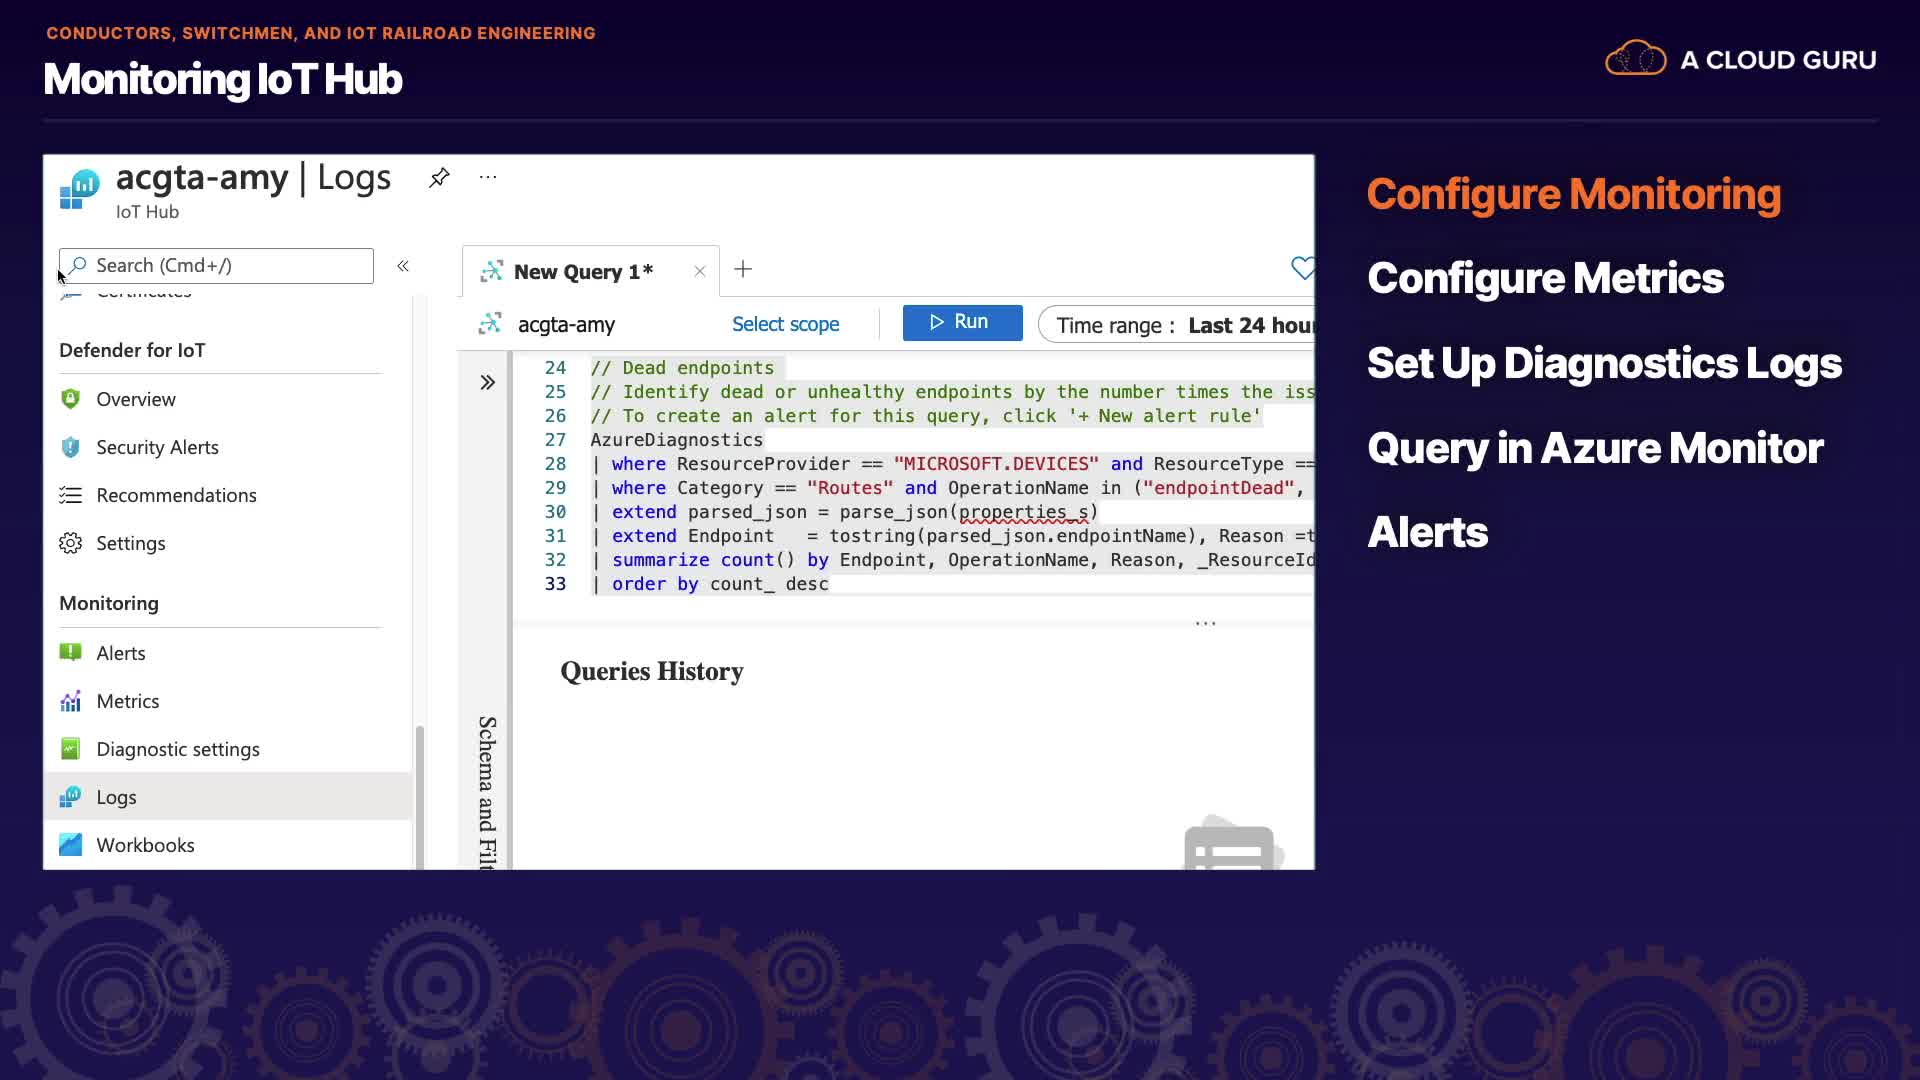 CONDUCTORS, SWITCHMEN, AND IOT RAILROAD ENGINEERING
Monitoring IoT Hub
A CLOUD GURU
acgta-amy | Logs
...
IoT Hub
Search (Cmd+/)
«
Certificates
Defender for IoT
Overview
Security Alerts
Recommendations
Settings
Monitoring
Alerts
Metrics
Diagnostic settings
Logs
Workbooks
New Query 1*
acgta-amy
Select scope
Run
Time range : Last 24 hour
»
Schema and Filt
24 // Dead endpoints
25 // Identify dead or unhealthy endpoints by the number times the iss
26 // To create an alert for this query, click '+ New alert rule'
27 AzureDiagnostics
28 | where ResourceProvider == "MICROSOFT.DEVICES" and ResourceType ==
29 | where Category == "Routes" and OperationName in ("endpointDead",
30 | extend parsed_json = parse_json(properties_s)
31 | extend Endpoint = tostring(parsed_json.endpointName), Reason =t
32 | summarize count() by Endpoint, OperationName, Reason, _ResourceId
33 | order by count_ desc
...
Queries History
Configure Monitoring
Configure Metrics
Set Up Diagnostics Logs
Query in Azure Monitor
Alerts